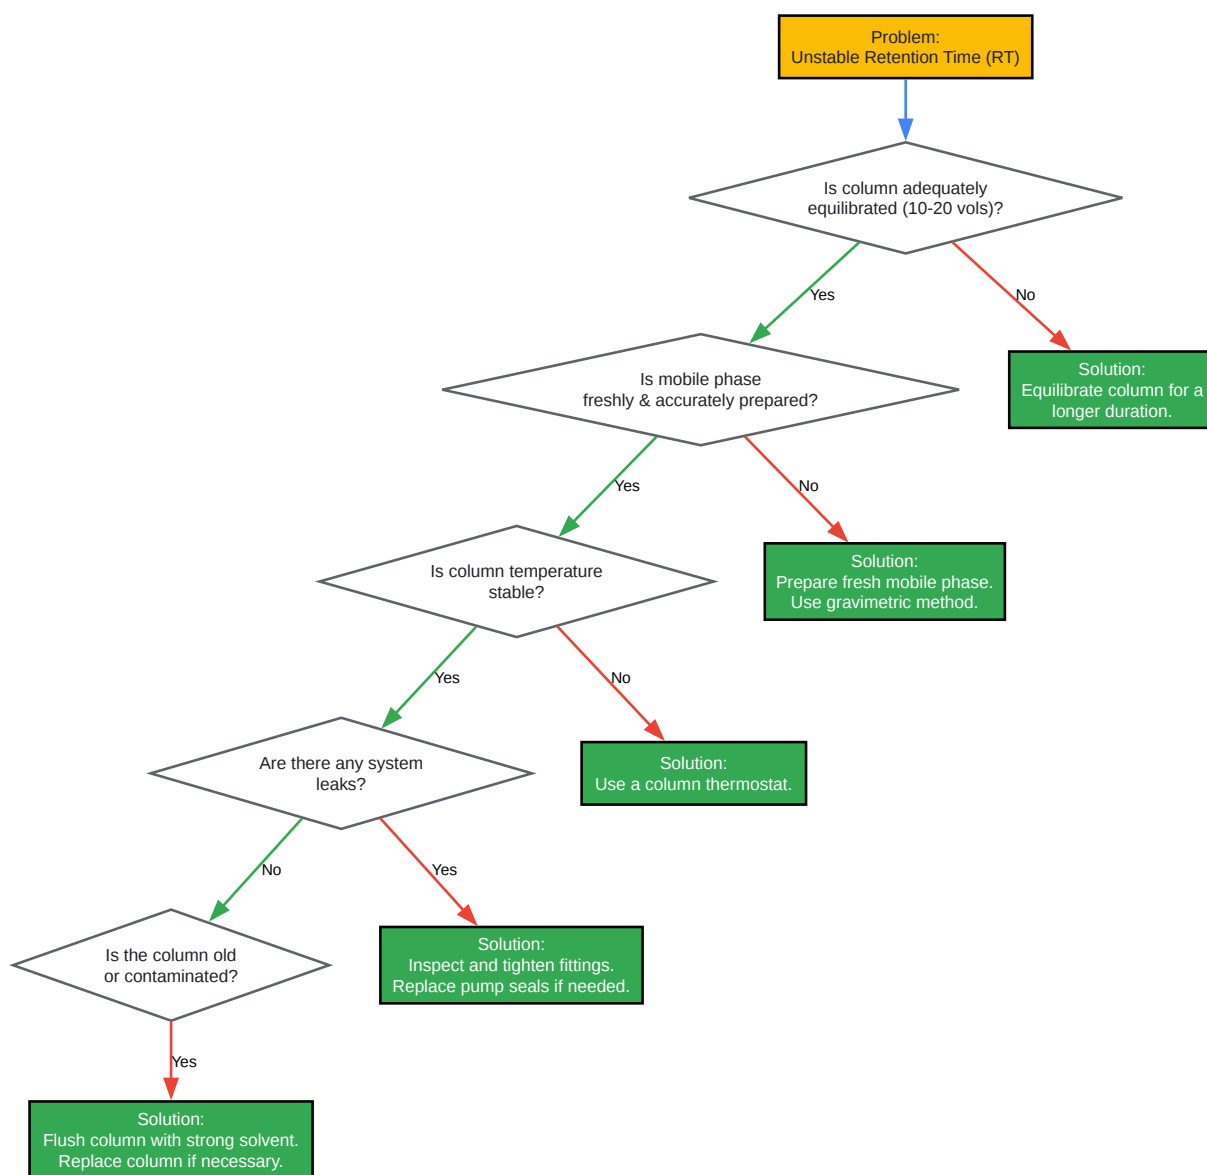 Problem:
Unstable Retention Time (RT)
Is column adequately
equilibrated (10-20 vols)?
Yes
No
Is mobile phase
freshly & accurately prepared?
Solution:
Equilibrate column for a
longer duration.
Yes
No
Is column temperature
stable?
Solution:
Prepare fresh mobile phase.
Use gravimetric method.
Yes
No
Are there any system
leaks?
Solution:
Use a column thermostat.
No
Yes
Is the column old
or contaminated?
Solution:
Inspect and tighten fittings.
Replace pump seals if needed.
Yes
Solution:
Flush column with strong solvent.
Replace column if necessary.